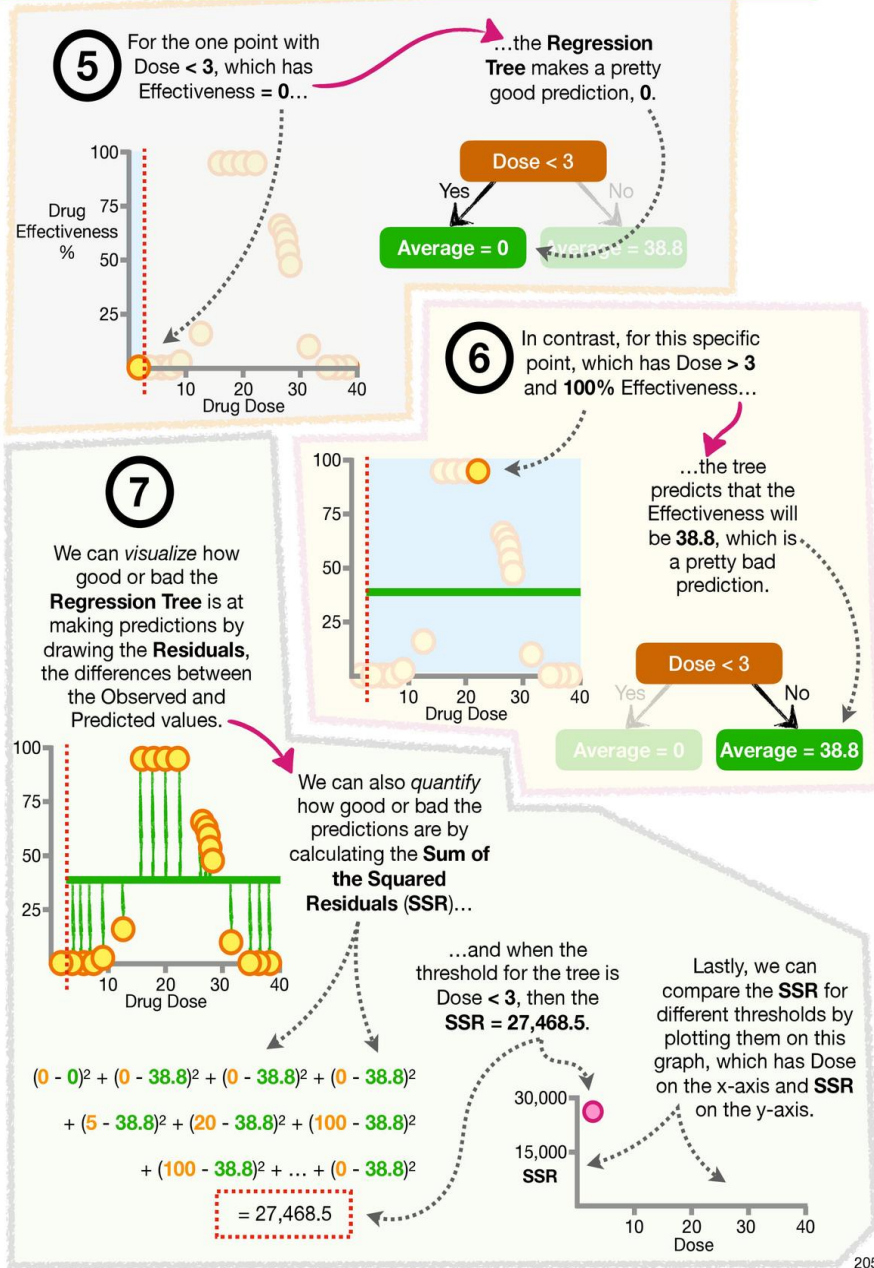 5
For the one point with
Dose < 3, which has
Effectiveness = 0…
…the Regression
Tree makes a pretty
good prediction, 0.
100
75
50
25
Drug
Effectiveness
%
10
20
30
40
Drug Dose
Dose < 3
Yes
No
Average = 0
Average = 38.8
6
In contrast, for this specific
point, which has Dose > 3
and 100% Effectiveness…
…the tree
predicts that the
Effectiveness will
be 38.8, which is
a pretty bad
prediction.
100
75
50
25
10
20
30
40
Drug Dose
Dose < 3
Yes
No
Average = 0
Average = 38.8
7
We can visualize how
good or bad the
Regression Tree is at
making predictions by
drawing the Residuals,
the differences between
the Observed and
Predicted values.
100
75
50
25
10
20
30
40
Drug Dose
We can also quantify
how good or bad the
predictions are by
calculating the Sum of
the Squared
Residuals (SSR)…
(0 - 0)² + (0 - 38.8)² + (0 - 38.8)² + (0 - 38.8)²
+ (5 - 38.8)² + (20 - 38.8)² + (100 - 38.8)²
+ (100 - 38.8)² + … + (0 - 38.8)²
= 27,468.5
…and when the
threshold for the tree is
Dose < 3, then the
SSR = 27,468.5.
Lastly, we can
compare the SSR for
different thresholds by
plotting them on this
graph, which has Dose
on the x-axis and SSR
on the y-axis.
30,000
15,000
SSR
10
20
30
40
Dose
205